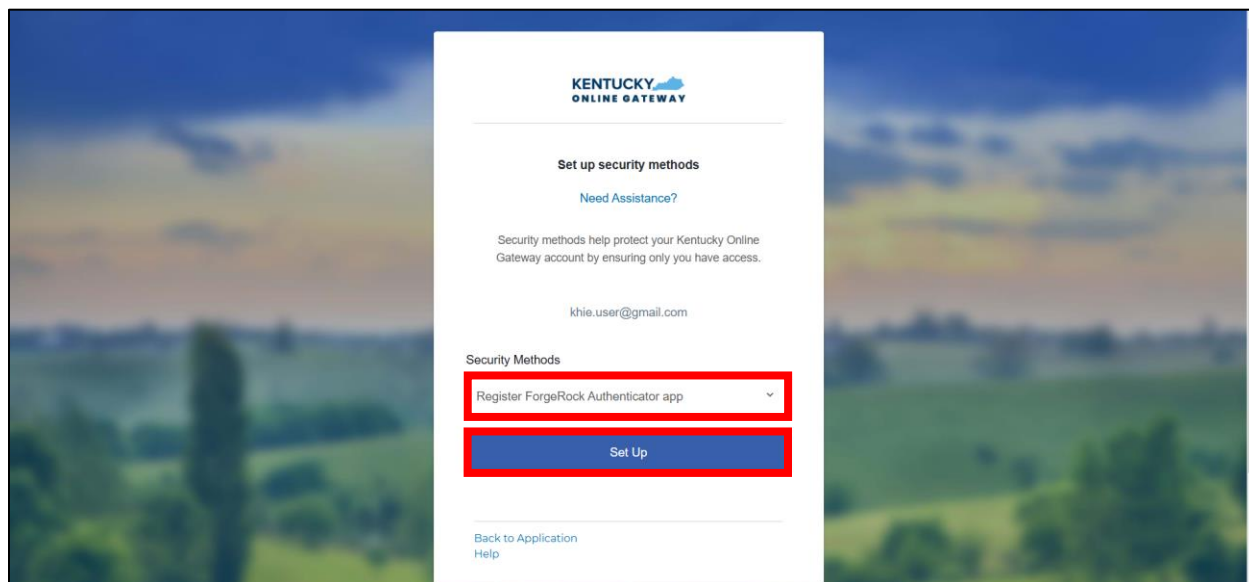 KENTUCKY
ONLINE GATEWAY
Set up security methods
Need Assistance?
Security methods help protect your Kentucky Online
Gateway account by ensuring only you have access.
khie.user@gmail.com
Security Methods
Register ForgeRock Authenticator app
Set Up
Back to Application
Help